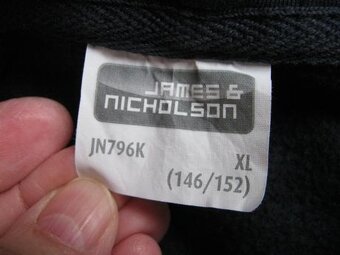 JAMES &
NICHOLSON
JN796K XL
(146/152)